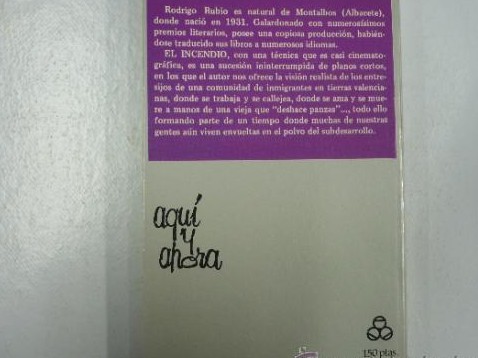 Rodrigo Rubio es natural de Montalbos (Albacete),
donde nació en 1931. Galardonado con numerosísimos
premios literarios, posee una copiosa producción, habién-
dose traducido sus libros a numerosos idiomas.
EL INCENDIO, con una técnica que es casi cinemato-
gráfica, es una sucesión ininterrumpida de planos cortos,
en los que el autor nos ofrece la visión realista de los entre-
sijos de una comunidad de inmigrantes en tierras valencia-
nas, donde se trabaja y se callejea, donde se ama y se mue-
re a manos de una vieja que "deshace panzas"..., todo ello
formando parte de un tiempo donde muchas de nuestras
gentes aún viven envueltas en el polvo del subdesarrollo.
aquí
y
ahora
150 ptas.